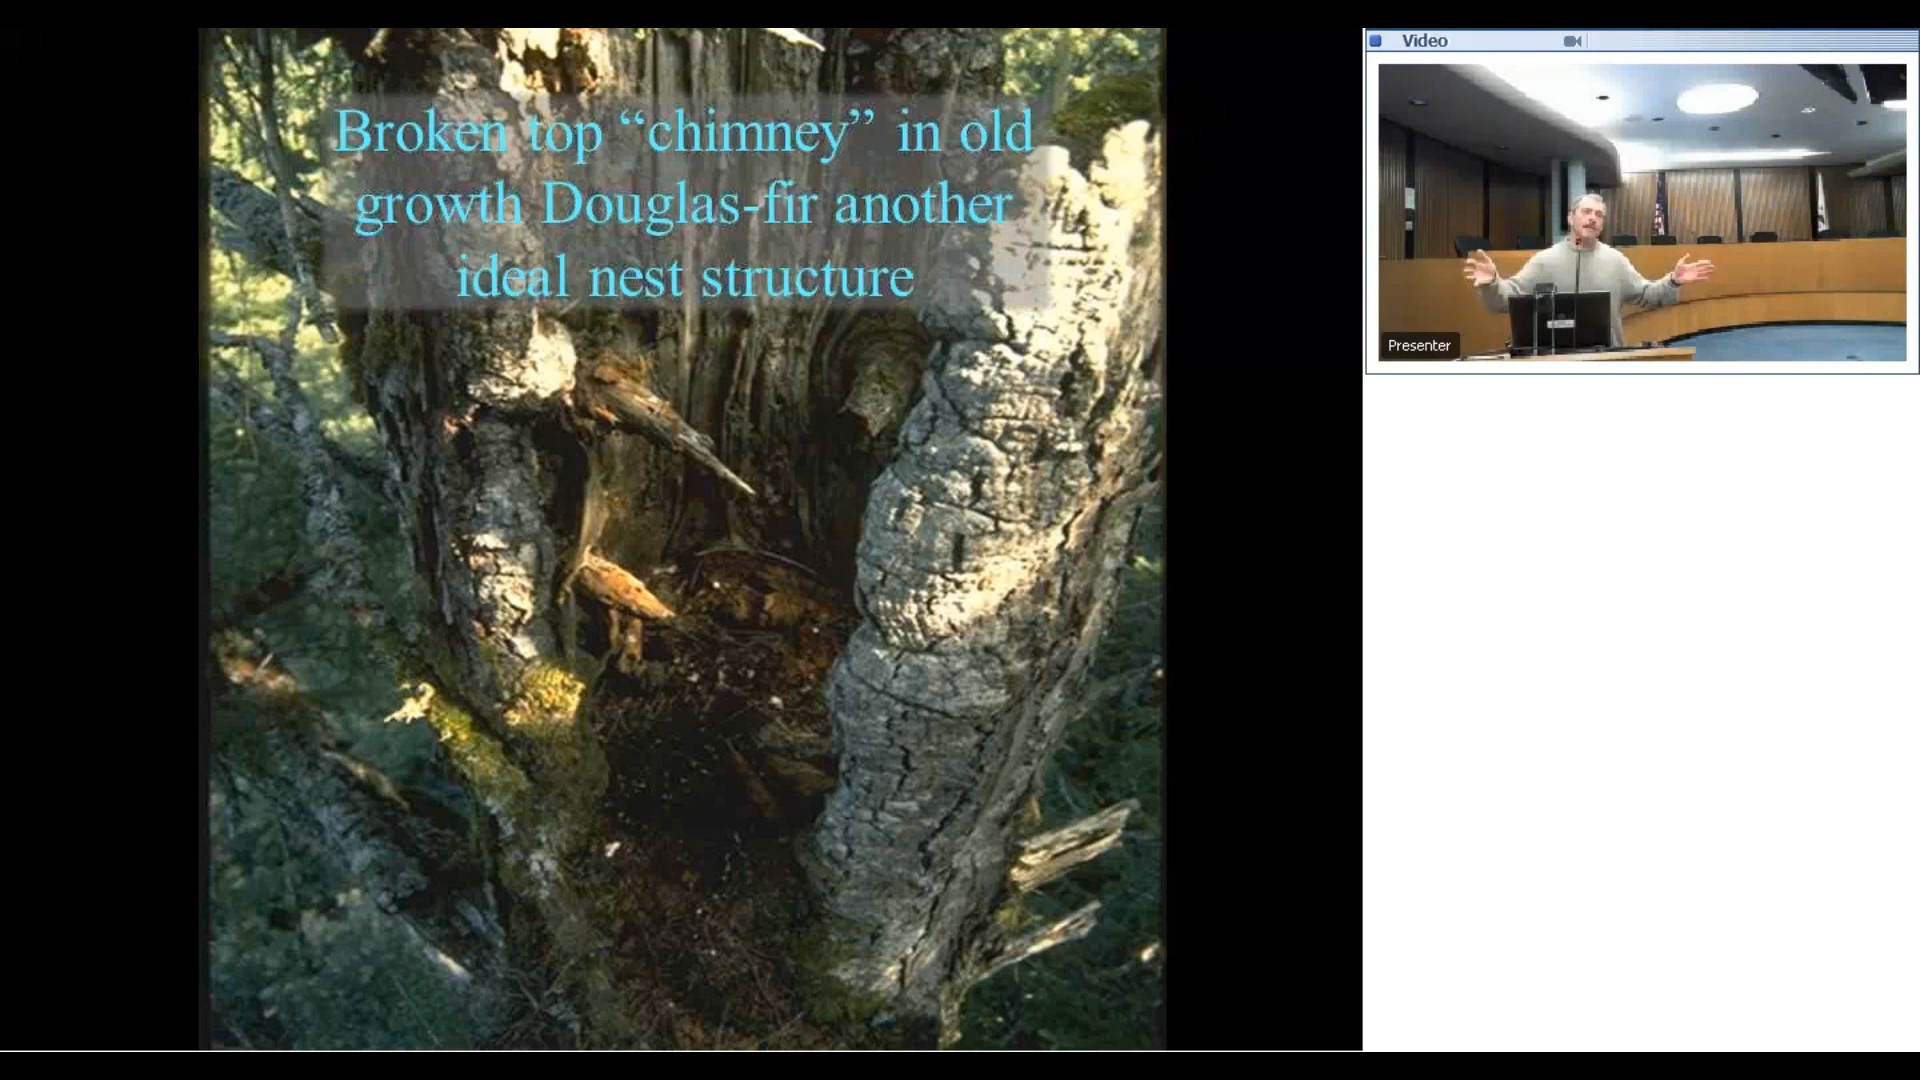 Broken top “chimney” in old
growth Douglas-fir another
ideal nest structure
Video
Presenter